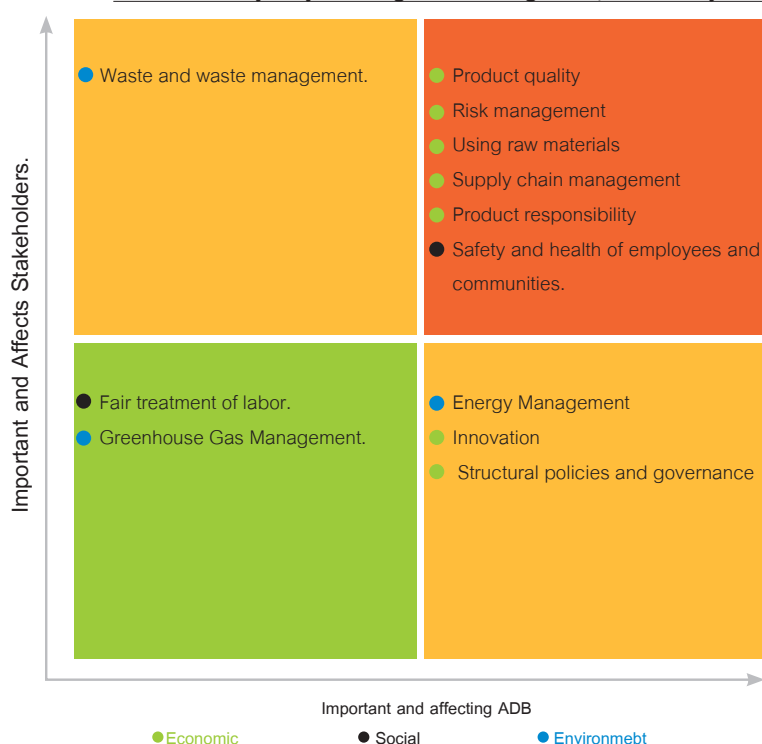 Important and Affects Stakeholders.
Waste and waste management.
Product quality
Risk management
Using raw materials
Supply chain management
Product responsibility
Safety and health of employees and
communities.
Fair treatment of labor.
Greenhouse Gas Management.
Energy Management
Innovation
Structural policies and governance
Important and affecting ADB
Economic
Social
Environmebt